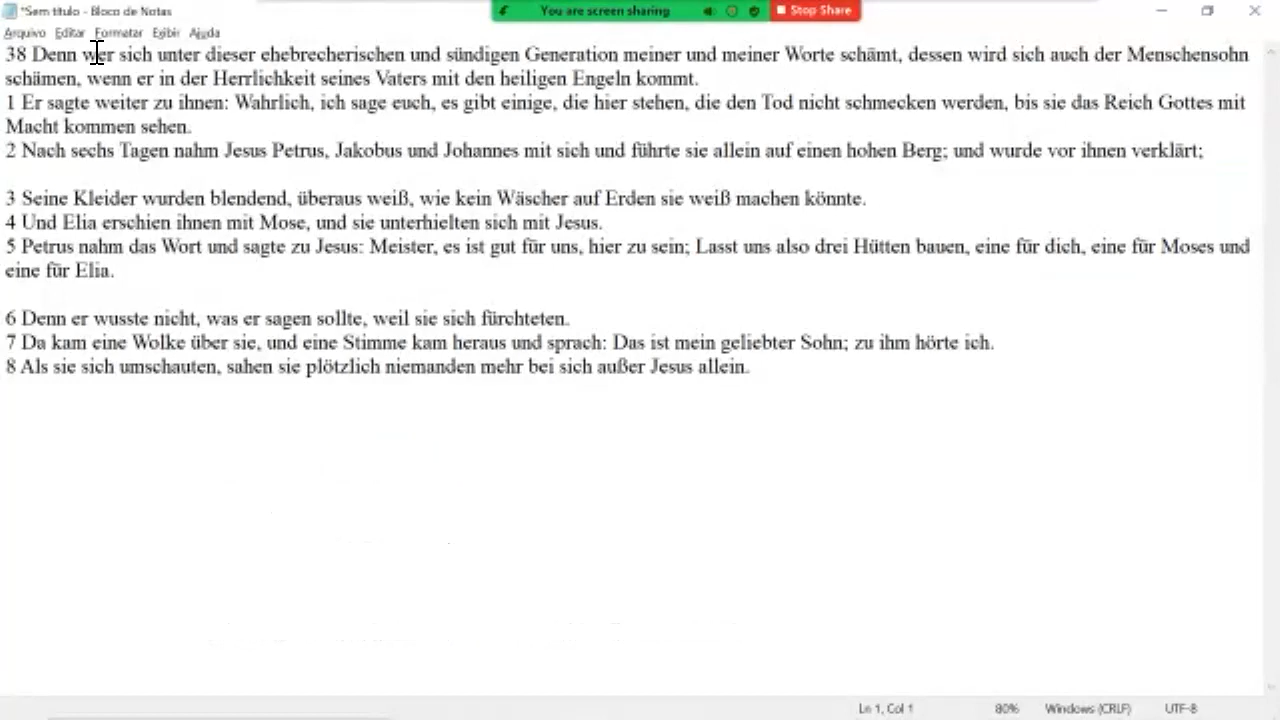 *Sem título - Bloco de Notas
You are screen sharing
Stop Share
Arquivo Editar Formatar Exibir Ajuda
38 Denn wer sich unter dieser ehebrecherischen und sündigen Generation meiner und meiner Worte schämt, dessen wird sich auch der Menschensohn
schämen, wenn er in der Herrlichkeit seines Vaters mit den heiligen Engeln kommt.
1 Er sagte weiter zu ihnen: Wahrlich, ich sage euch, es gibt einige, die hier stehen, die den Tod nicht schmecken werden, bis sie das Reich Gottes mit
Macht kommen sehen.
2 Nach sechs Tagen nahm Jesus Petrus, Jakobus und Johannes mit sich und führte sie allein auf einen hohen Berg; und wurde vor ihnen verklärt;
3 Seine Kleider wurden blendend, überaus weiß, wie kein Wäscher auf Erden sie weiß machen könnte.
4 Und Elia erschien ihnen mit Mose, und sie unterhielten sich mit Jesus.
5 Petrus nahm das Wort und sagte zu Jesus: Meister, es ist gut für uns, hier zu sein; Lasst uns also drei Hütten bauen, eine für dich, eine für Moses und
eine für Elia.
6 Denn er wusste nicht, was er sagen sollte, weil sie sich fürchteten.
7 Da kam eine Wolke über sie, und eine Stimme kam heraus und sprach: Das ist mein geliebter Sohn; zu ihm hörte ich.
8 Als sie sich umschauten, sahen sie plötzlich niemanden mehr bei sich außer Jesus allein.
Ln 1, Col 1 80% Windows (CRLF) UTF-8